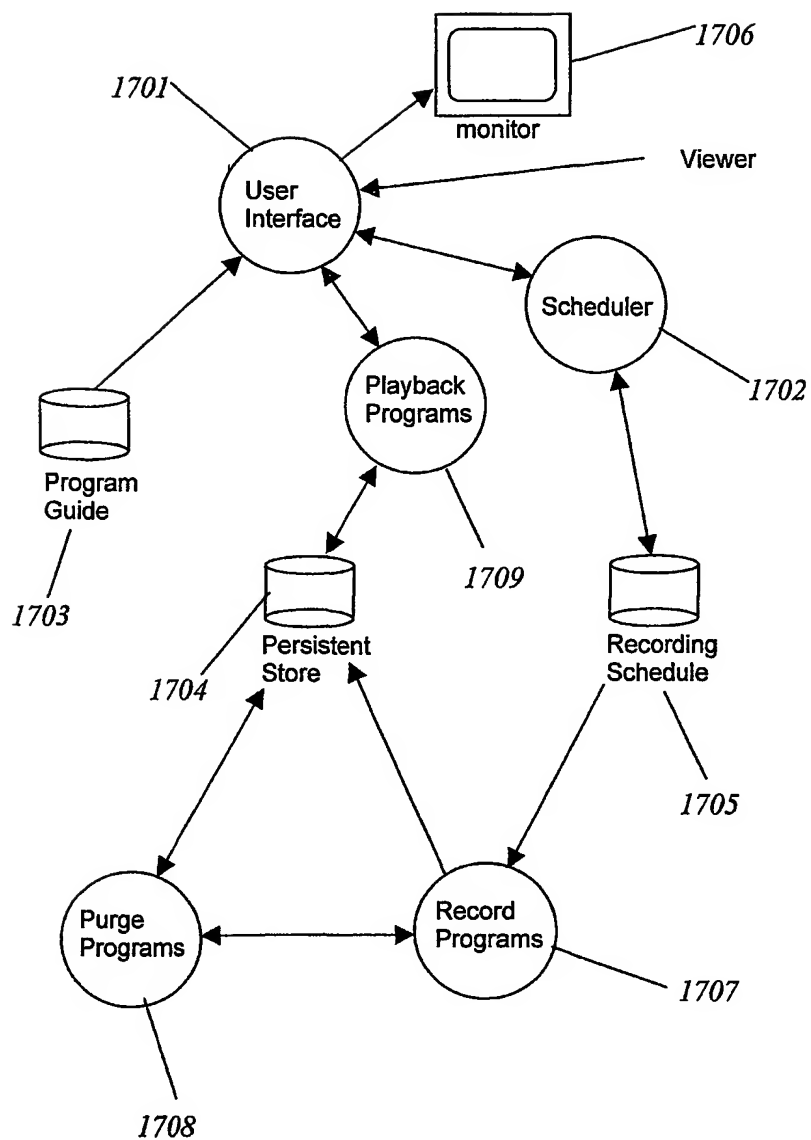 1706
1701
monitor
Viewer
User
Interface
Scheduler
Playback
Programs
1702
Program
Guide
1703
1709
Persistent
Store
Recording
Schedule
1704
1705
Purge
Programs
Record
Programs
1707
1708